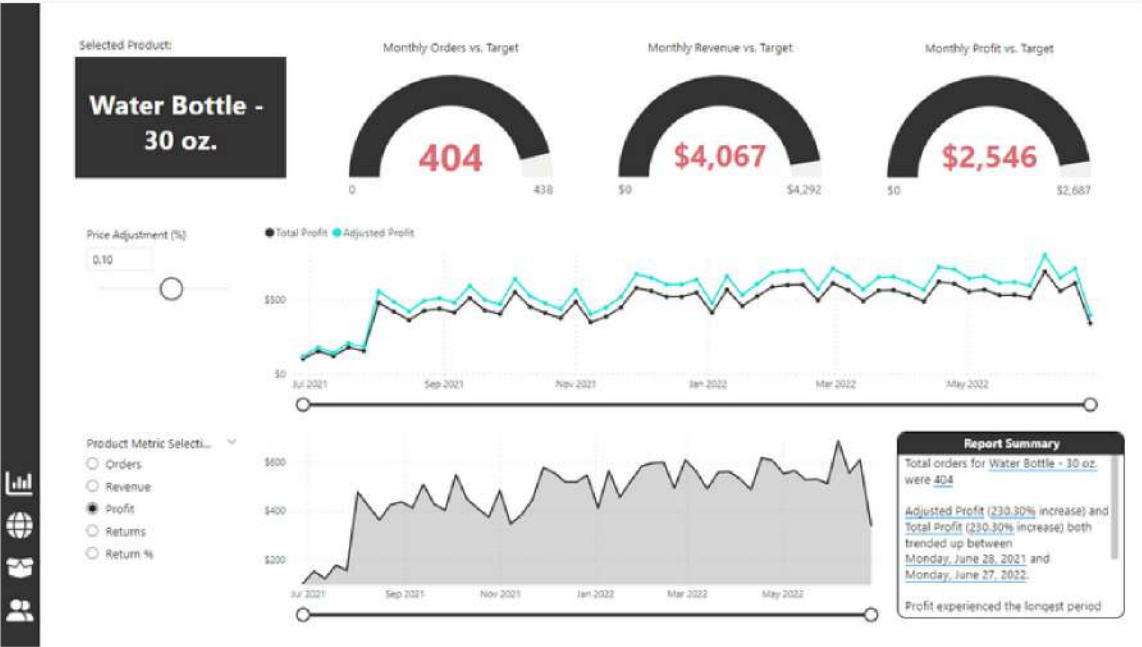 Selected Product:
Water Bottle -
30 oz.
Monthly Orders vs. Target
404
0
438
Monthly Revenue vs. Target
$4,067
$0
$4,292
Monthly Profit vs. Target
$2,546
$0
$2,687
Price Adjustment (%)
0.10
Total Profit Adjusted Profit
$500
$0
Jul 2021 Sep 2021 Nov 2021 Jan 2022 Mar 2022 May 2022
Product Metric Selecti...
Orders
Revenue
Profit
Returns
Return %
$600
$400
$200
Jul 2021 Sep 2021 Nov 2021 Jan 2022 Mar 2022 May 2022
Report Summary
Total orders for Water Bottle - 30 oz.
were 404
Adjusted Profit (230.30% increase) and
Total Profit (230.30% increase) both
trended up between
Monday, June 28, 2021 and
Monday, June 27, 2022.
Profit experienced the longest period